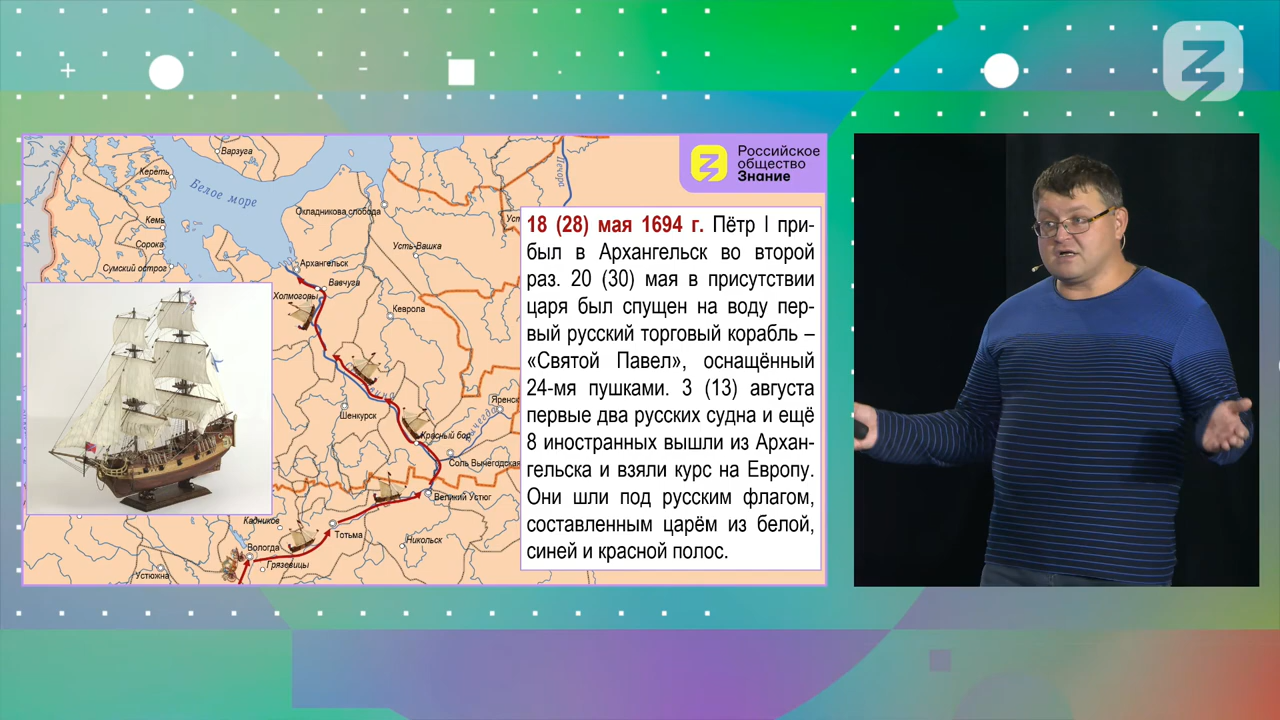 Российское
общество
Знание
18 (28) мая 1694 г. Пётр I при-
был в Архангельск во второй
раз. 20 (30) мая в присутствии
царя был спущен на воду пер-
вый русский торговый корабль –
«Святой Павел», оснащённый
24-мя пушками. 3 (13) августа
первые два русских судна и ещё
8 иностранных вышли из Архан-
гельска и взяли курс на Европу.
Они шли под русским флагом,
составленным царём из белой,
синей и красной полос.
Варзуга
Кереть
Белое море
Печора
Окладникова слобода
Кемь
Сорока
Усть-Вашка
Сумский острог
Архангельск
Вавчуга
Холмогоры
Кеврола
Шенкурск
Яренск
Вычегда
Красный бор
Соль Вычегодская
Великий Устюг
Кадников
Тотьма
Никольск
Вологда
Грязевицы
Устюжна